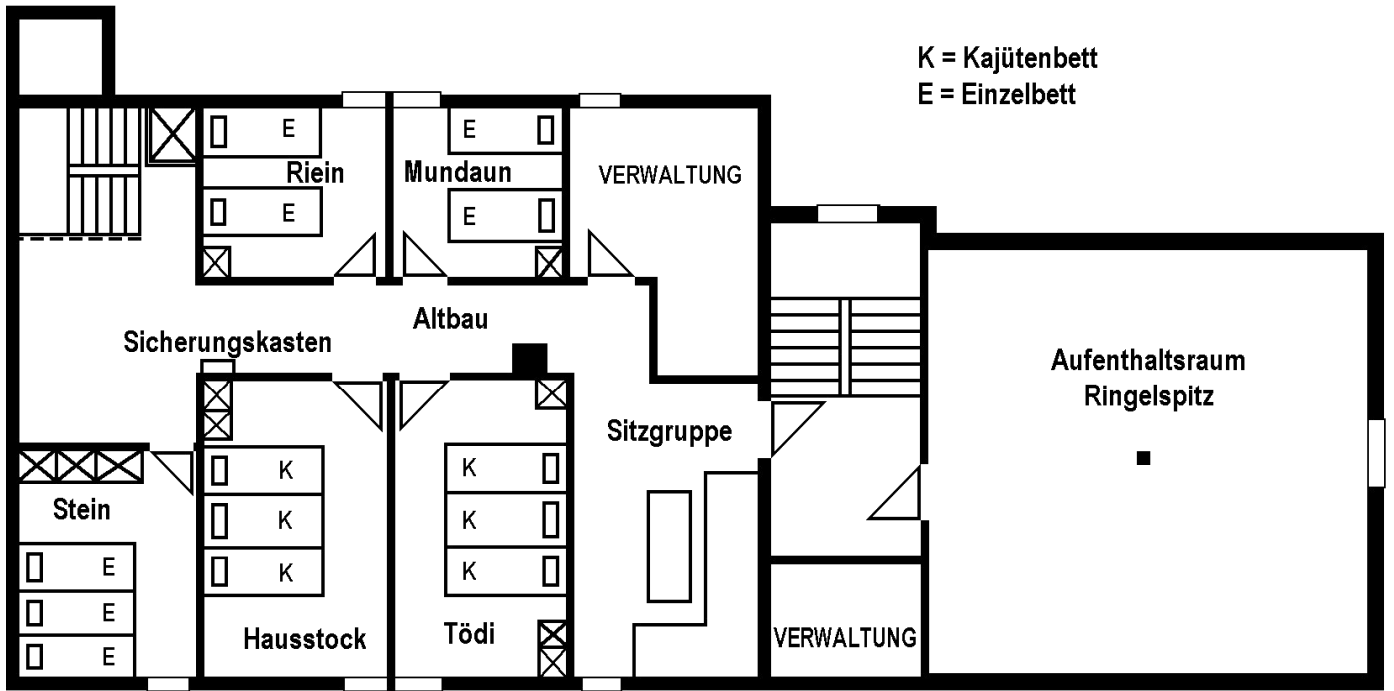 K = Kajütenbett
E = Einzelbett
E
E
Riein
Mundaun
VERWALTUNG
E
E
Altbau
Sicherungskasten
Aufenthaltsraum
Ringelspitz
Sitzgruppe
K
K
K
K
K
K
Stein
E
E
E
Hausstock
Tödi
VERWALTUNG